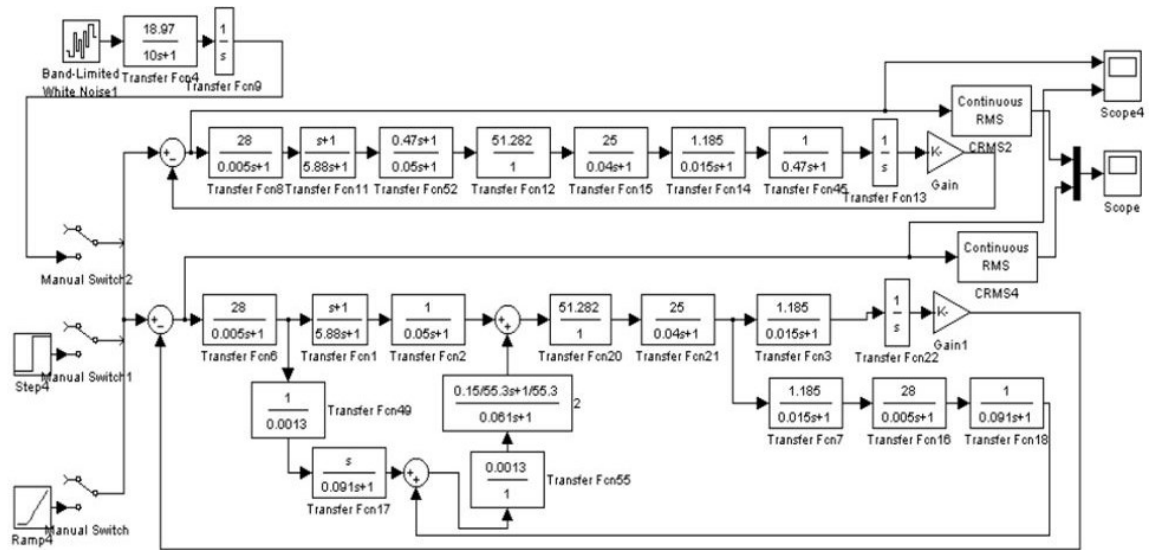 18.97
10s+1
1
s
Band-Limited
White Noise1
Transfer Fcn4
Transfer Fcn9
Scope4
Continuous
RMS
CRMS2
28
0.005s+1
s+1
5.88s+1
0.47s+1
0.05s+1
51.282
1
25
0.04s+1
1.185
0.015s+1
1
0.47s+1
1
s
K-
Transfer Fcn8
Transfer Fcn11
Transfer Fcn52
Transfer Fcn12
Transfer Fcn15
Transfer Fcn14
Transfer Fcn45
Transfer Fcn13
Gain
Scope
Manual Switch2
Continuous
RMS
CRMS4
28
0.005s+1
s+1
5.88s+1
1
0.05s+1
51.282
1
25
0.04s+1
1.185
0.015s+1
1
s
K-
Gain1
Transfer Fcn6
Transfer Fcn1
Transfer Fcn2
Transfer Fcn20
Transfer Fcn21
Transfer Fcn3
Transfer Fcn22
Step4
Manual Switch1
1
0.0013
Transfer Fcn49
0.15/55.3s+1/55.3
0.061s+1
2
1.185
0.015s+1
28
0.005s+1
1
0.091s+1
Transfer Fcn7
Transfer Fcn16
Transfer Fcn18
s
0.091s+1
Transfer Fcn17
0.0013
1
Transfer Fcn55
Ramp4
Manual Switch